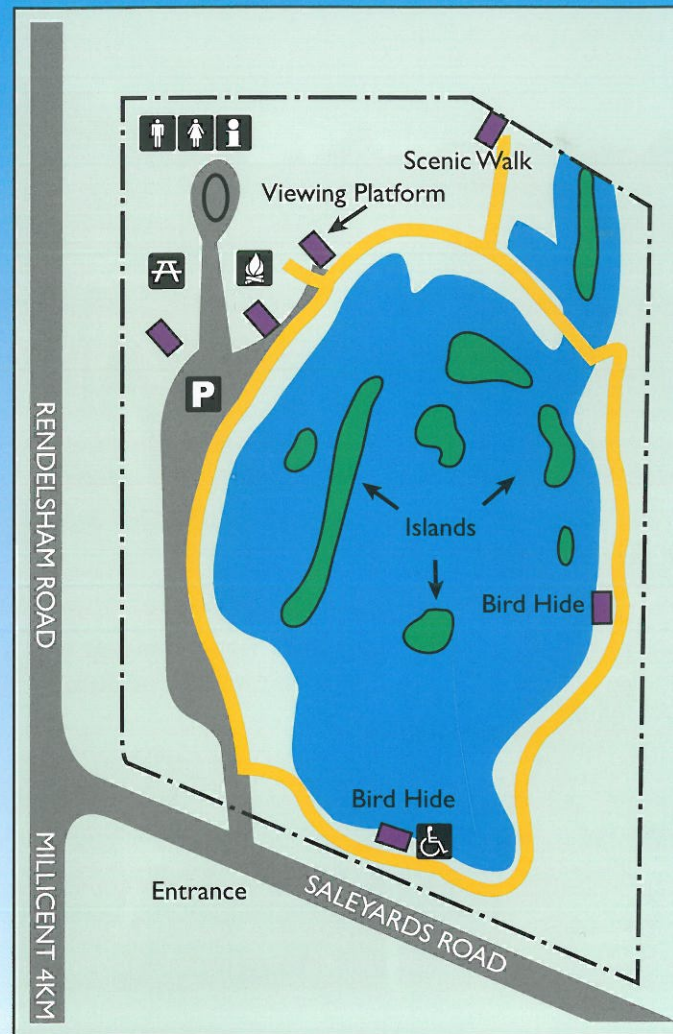 Scenic Walk
Viewing Platform
P
RENDELSHAM ROAD
Islands
Bird Hide
Bird Hide
MILLICENT 4KM
Entrance
SALEYARDS ROAD